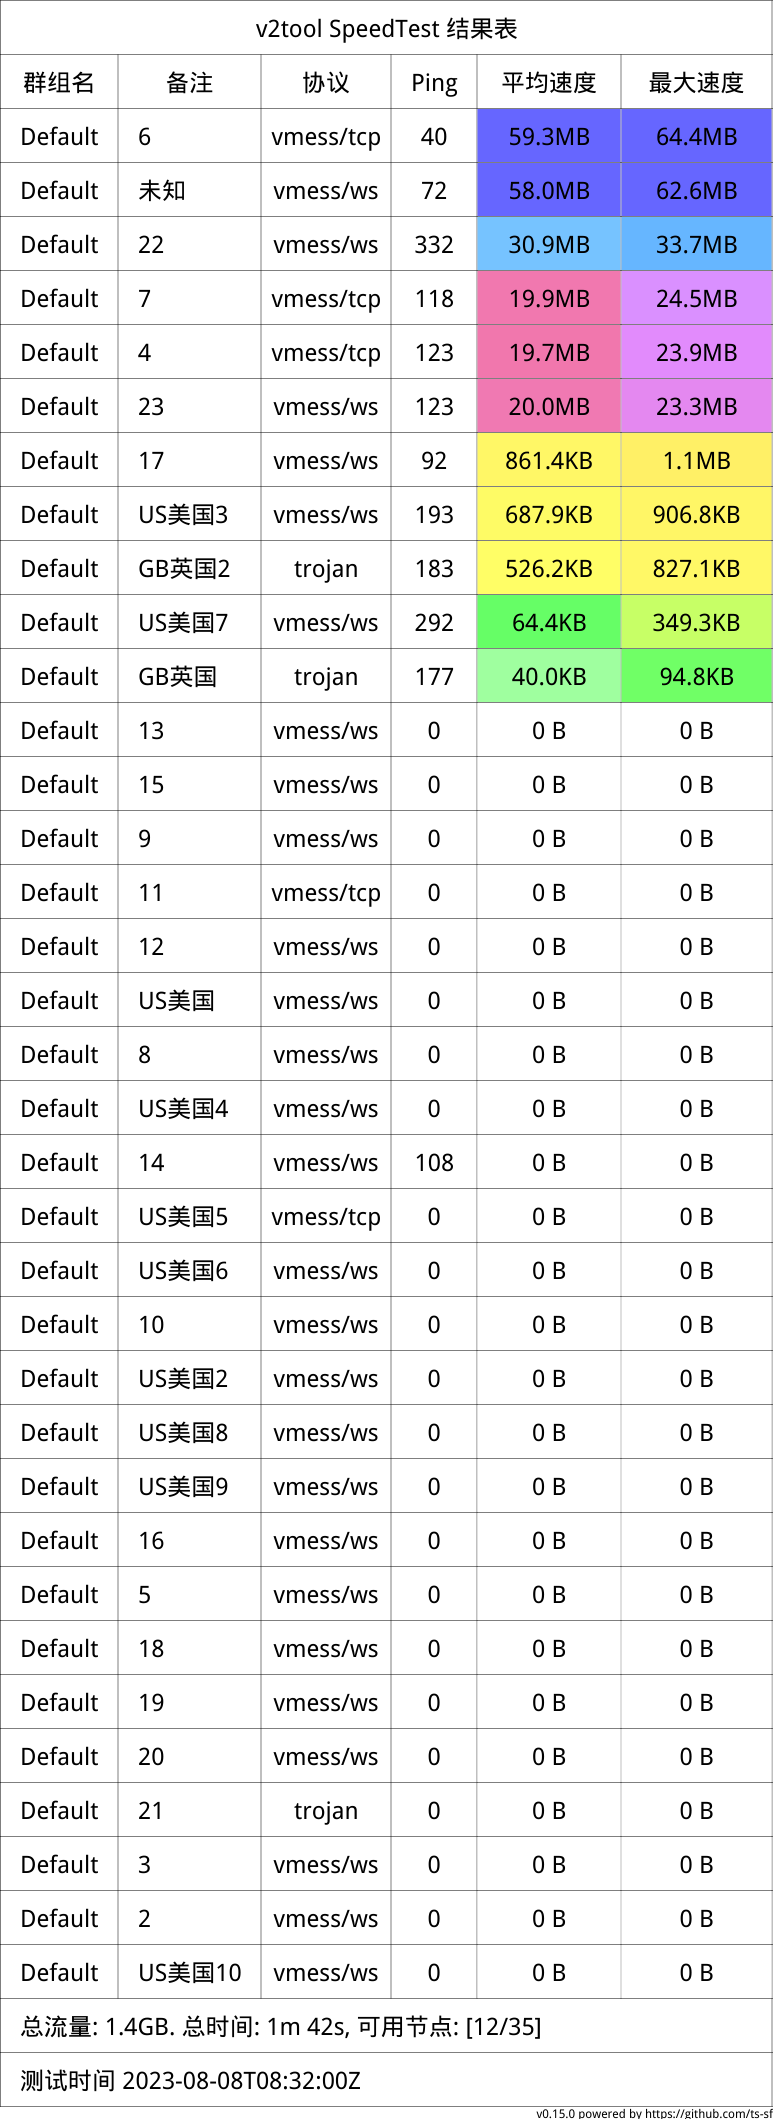 v2tool SpeedTest 结果表
群组名 备注 协议 Ping 平均速度 最大速度
Default 6 vmess/tcp 40 59.3MB 64.4MB
Default 未知 vmess/ws 72 58.0MB 62.6MB
Default 22 vmess/ws 332 30.9MB 33.7MB
Default 7 vmess/tcp 118 19.9MB 24.5MB
Default 4 vmess/tcp 123 19.7MB 23.9MB
Default 23 vmess/ws 123 20.0MB 23.3MB
Default 17 vmess/ws 92 861.4KB 1.1MB
Default US美国3 vmess/ws 193 687.9KB 906.8KB
Default GB英国2 trojan 183 526.2KB 827.1KB
Default US美国7 vmess/ws 292 64.4KB 349.3KB
Default GB英国 trojan 177 40.0KB 94.8KB
Default 13 vmess/ws 0 0 B 0 B
Default 15 vmess/ws 0 0 B 0 B
Default 9 vmess/ws 0 0 B 0 B
Default 11 vmess/tcp 0 0 B 0 B
Default 12 vmess/ws 0 0 B 0 B
Default US美国 vmess/ws 0 0 B 0 B
Default 8 vmess/ws 0 0 B 0 B
Default US美国4 vmess/ws 0 0 B 0 B
Default 14 vmess/ws 108 0 B 0 B
Default US美国5 vmess/tcp 0 0 B 0 B
Default US美国6 vmess/ws 0 0 B 0 B
Default 10 vmess/ws 0 0 B 0 B
Default US美国2 vmess/ws 0 0 B 0 B
Default US美国8 vmess/ws 0 0 B 0 B
Default US美国9 vmess/ws 0 0 B 0 B
Default 16 vmess/ws 0 0 B 0 B
Default 5 vmess/ws 0 0 B 0 B
Default 18 vmess/ws 0 0 B 0 B
Default 19 vmess/ws 0 0 B 0 B
Default 20 vmess/ws 0 0 B 0 B
Default 21 trojan 0 0 B 0 B
Default 3 vmess/ws 0 0 B 0 B
Default 2 vmess/ws 0 0 B 0 B
Default US美国10 vmess/ws 0 0 B 0 B
总流量: 1.4GB. 总时间: 1m 42s, 可用节点: [12/35]
测试时间 2023-08-08T08:32:00Z
v0.15.0 powered by https://github.com/ts-sf